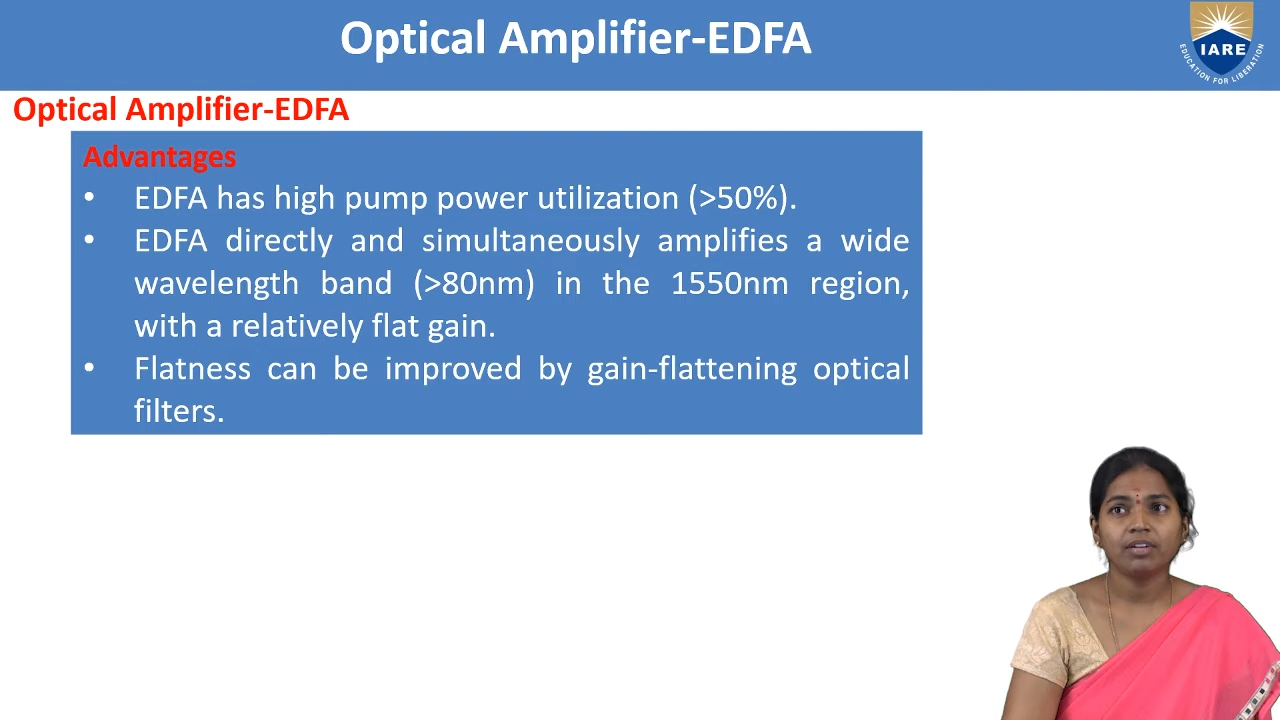 Optical Amplifier-EDFA
IARE
EDUCATION FOR LIBERATION
Optical Amplifier-EDFA
Advantages
• EDFA has high pump power utilization (>50%).
• EDFA directly and simultaneously amplifies a wide
wavelength band (>80nm) in the 1550nm region,
with a relatively flat gain.
• Flatness can be improved by gain-flattening optical
filters.